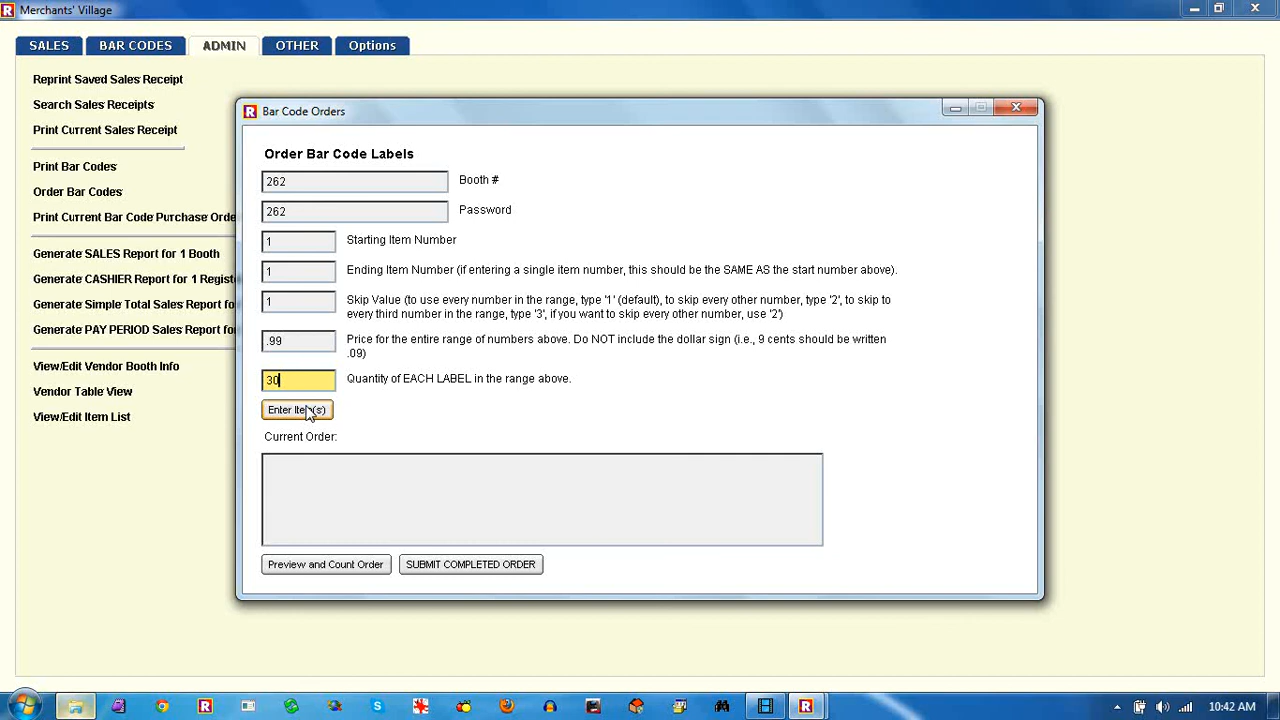 Merchants' Village
SALES BAR CODES ADMIN OTHER Options
Reprint Saved Sales Receipt
Search Sales Receipts
Print Current Sales Receipt
Print Bar Codes
Order Bar Codes
Print Current Bar Code Purchase Orde
Generate SALES Report for 1 Booth
Generate CASHIER Report for 1 Registe
Generate Simple Total Sales Report fo
Generate PAY PERIOD Sales Report fo
View/Edit Vendor Booth Info
Vendor Table View
View/Edit Item List
Bar Code Orders
Order Bar Code Labels
262 Booth #
262 Password
1 Starting Item Number
1 Ending Item Number (if entering a single item number, this should be the SAME AS the start number above).
1 Skip Value (to use every number in the range, type '1' (default), to skip every other number, type '2', to skip to
every third number in the range, type '3', if you want to skip every other number, use '2')
.99 Price for the entire range of numbers above. Do NOT include the dollar sign (i.e., 9 cents should be written
.09)
30 Quantity of EACH LABEL in the range above.
Enter Item(s)
Current Order:
Preview and Count Order SUBMIT COMPLETED ORDER
10:42 AM